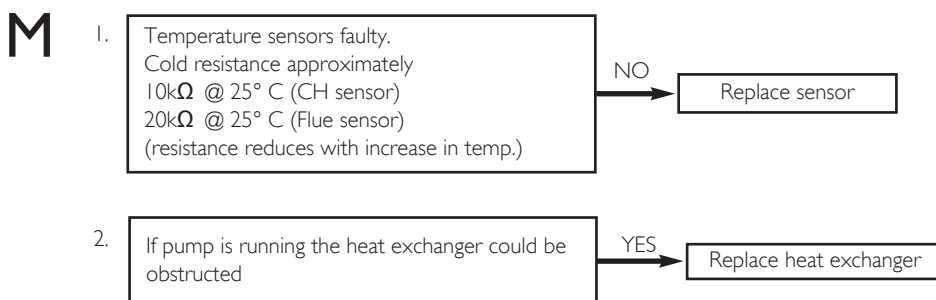 M
1.
Temperature sensors faulty.
Cold resistance approximately
10kΩ @ 25° C (CH sensor)
20kΩ @ 25° C (Flue sensor)
(resistance reduces with increase in temp.)
NO
Replace sensor
2.
If pump is running the heat exchanger could be
obstructed
YES
Replace heat exchanger